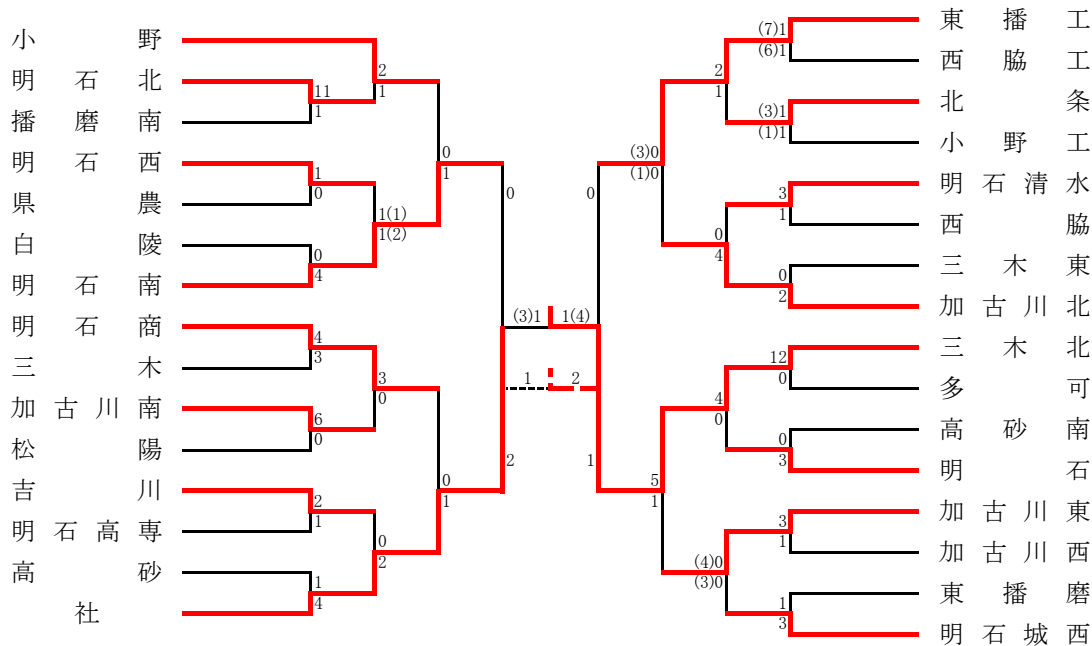 小野
明石北
播磨南
明石西
県農
白陵
明石南
明石商
三木
加古川南
松陽
吉川
明石高専
高砂
社
2
1
11
1
1
0
1(1)
1(2)
0
4
0
1
4
3
3
0
6
0
2
1
0
2
1
4
0
1
0
2
(3)1
1(4)
1
2
0
1
(3)0
(1)0
5
1
2
1
0
4
4
0
(4)0
(3)0
(7)1
(6)1
(3)1
(1)1
3
1
0
2
12
0
0
3
3
1
1
3
東播工
西脇工
北条
小野工
明石清水
西脇
三木東
加古川北
三木北
多可
高砂南
明石
加古川東
加古川西
東播磨
明石城西